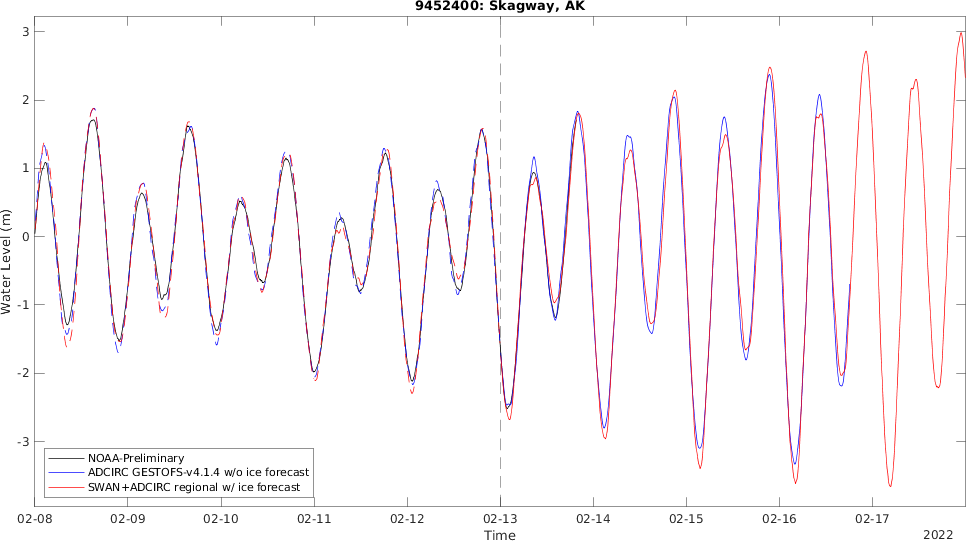 9452400: Skagway, AK
Water Level (m)
3
2
1
0
-1
-2
-3
NOAA-Preliminary
ADCIRC GESTOFS-v4.1.4 w/o ice forecast
SWAN+ADCIRC regional w/ ice forecast
02-08 02-09 02-10 02-11 02-12 02-13 02-14 02-15 02-16 02-17
Time
2022